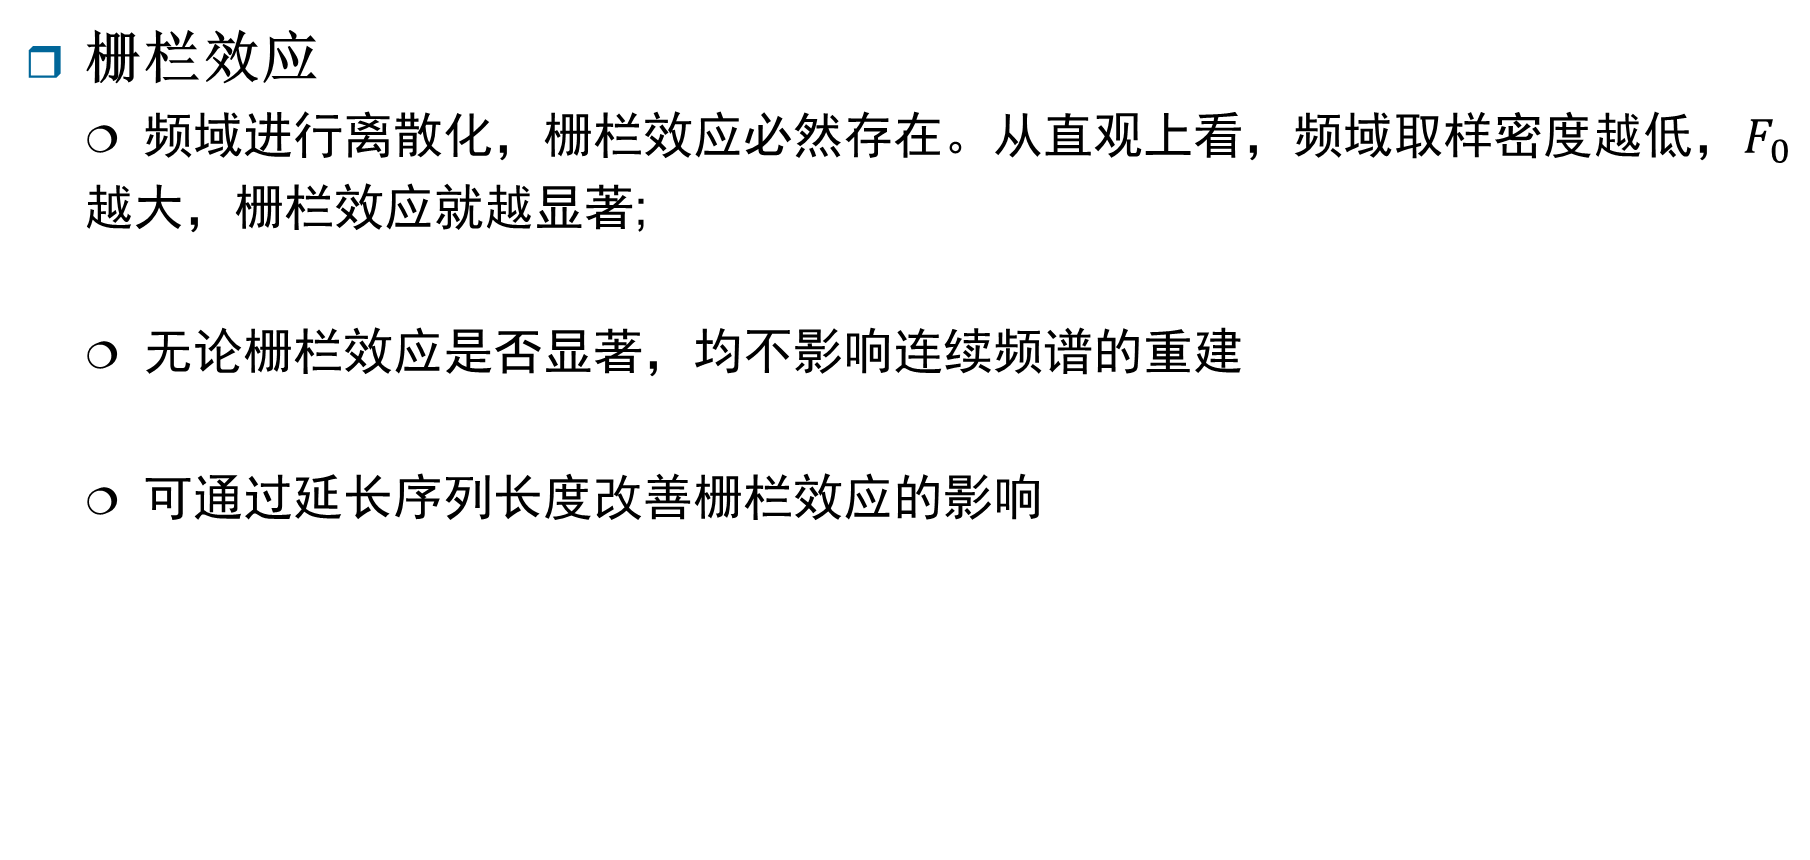 栅栏效应
频域进行离散化，栅栏效应必然存在。从直观上看，频域取样密度越低，F₀
越大，栅栏效应就越显著;
无论栅栏效应是否显著，均不影响连续频谱的重建
可通过延长序列长度改善栅栏效应的影响